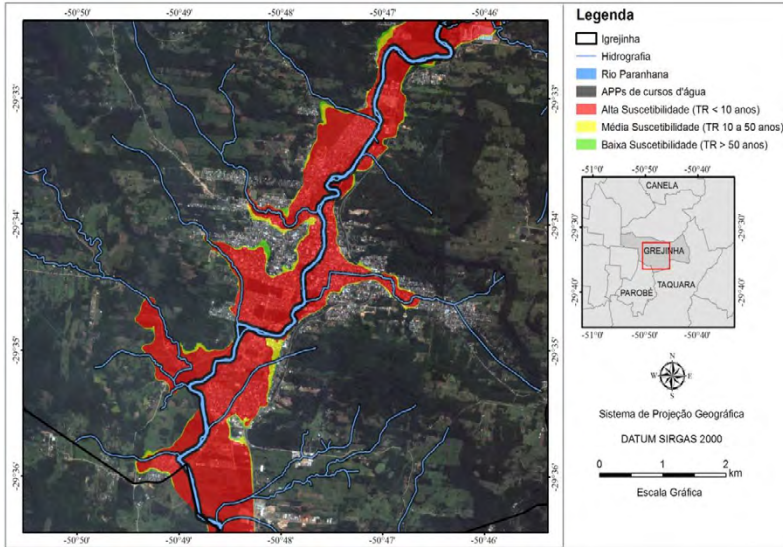 -50°50' -50°49' -50°48' -50°47' -50°46'
-29°33'
-29°34'
-29°35'
-29°36'
-29°33'
-29°34'
-29°35'
-29°36'
-50°50' -50°49' -50°48' -50°47' -50°46'
Legenda
Igrejinha
Hidrografia
Rio Paranhana
APPs de cursos d'água
Alta Suscetibilidade (TR < 10 anos)
Média Suscetibilidade (TR 10 a 50 anos)
Baixa Suscetibilidade (TR > 50 anos)
-51°0' -50°50' -50°40'
CANELA
-29°30'
-29°30'
GREJINHA
TAQUARA
PAROBÉ
-29°40'
-29°40'
-51°0' -50°50' -50°40'
N
W E
S
Sistema de Projeção Geográfica
DATUM SIRGAS 2000
0 1 2
km
Escala Gráfica